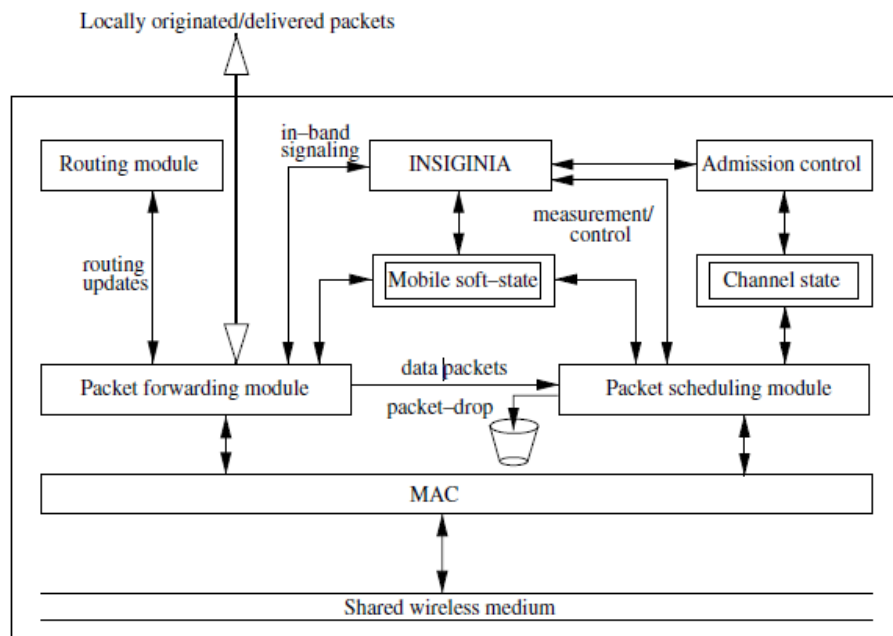 Locally originated/delivered packets
in–band
signaling
Routing module
INSIGINIA
Admission control
measurement/
control
routing
updates
Mobile soft–state
Channel state
Packet forwarding module
data packets
packet–drop
Packet scheduling module
MAC
Shared wireless medium